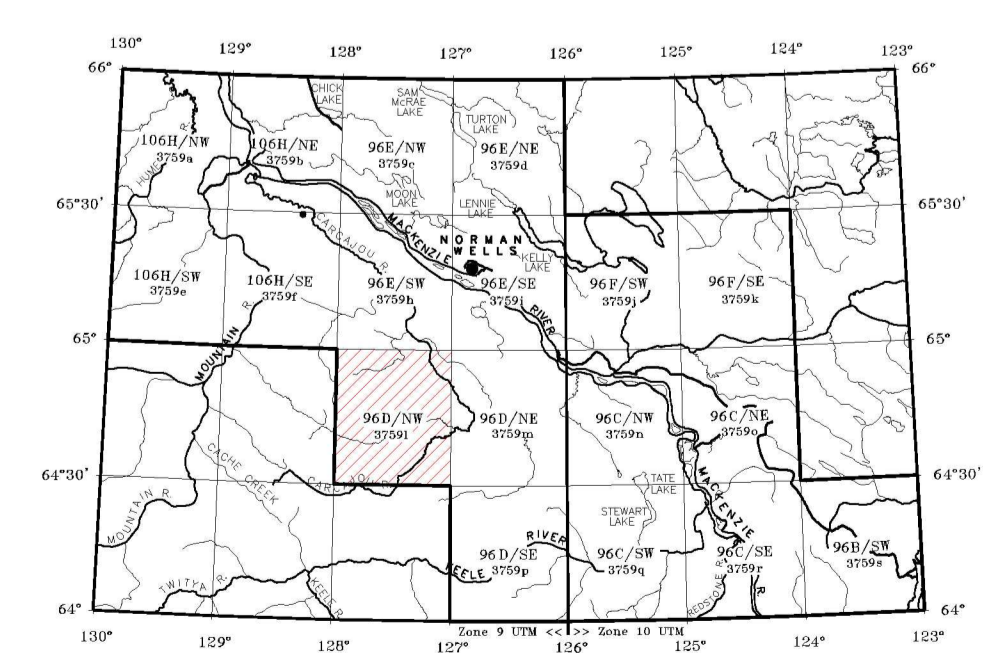 130° 129° 128° 127° 126° 125° 124° 123°
66° 66°
CHICK
LAKE
SAM
McRAE
LAKE
TURTON
LAKE
106H/NW
3759a
106H/NE
3759b
96E/NW
3759c
96E/NE
3759d
HUME R.
MOON
LAKE
LENNIE
LAKE
65°30' 65°30'
CARCAJOU R.
MACKENZIE
NORMAN
WELLS
KELLY
LAKE
106H/SW
3759e
106H/SE
3759f
96E/SW
3759h
96E/SE
3759i
96F/SW
3759j
96F/SE
3759k
RIVER
65° 65°
MOUNTAIN R.
96D/NW
3759l
96D/NE
3759m
96C/NW
3759n
96C/NE
3759o
64°30' 64°30'
CACHE CREEK
CARCAJOU R.
TATE
LAKE
MACKENZIE
MOUNTAIN R.
STEWART
LAKE
RIVER
96D/SE
3759p
96C/SW
3759q
96C/SE
3759r
96B/SW
3759s
TWITYA R.
KEELE R.
KEELE
REDSTONE R.
R.
64° 64°
Zone 9 UTM << >> Zone 10 UTM
130° 129° 128° 127° 126° 125° 124° 123°